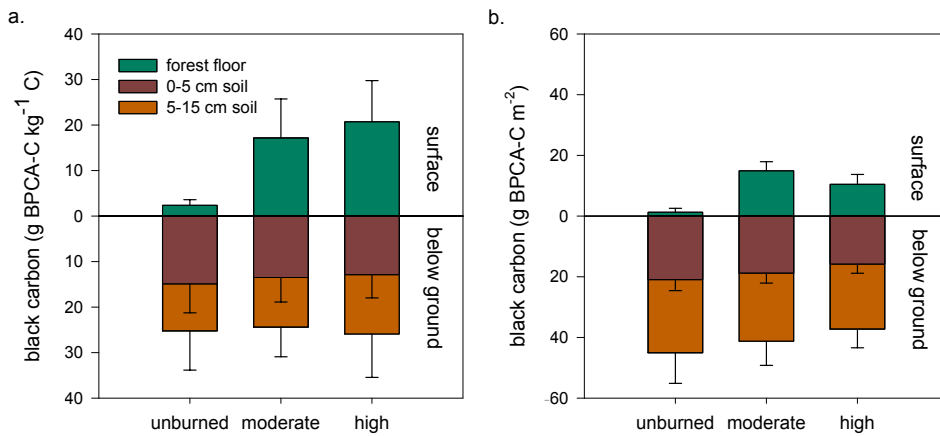 a.
black carbon (g BPCA-C kg⁻¹ C)
40
30
20
10
0
10
20
30
40
forest floor
0-5 cm soil
5-15 cm soil
surface
below ground
unburned moderate high
b.
black carbon (g BPCA-C m⁻²)
60
40
20
0
20
40
-60
surface
below ground
unburned moderate high